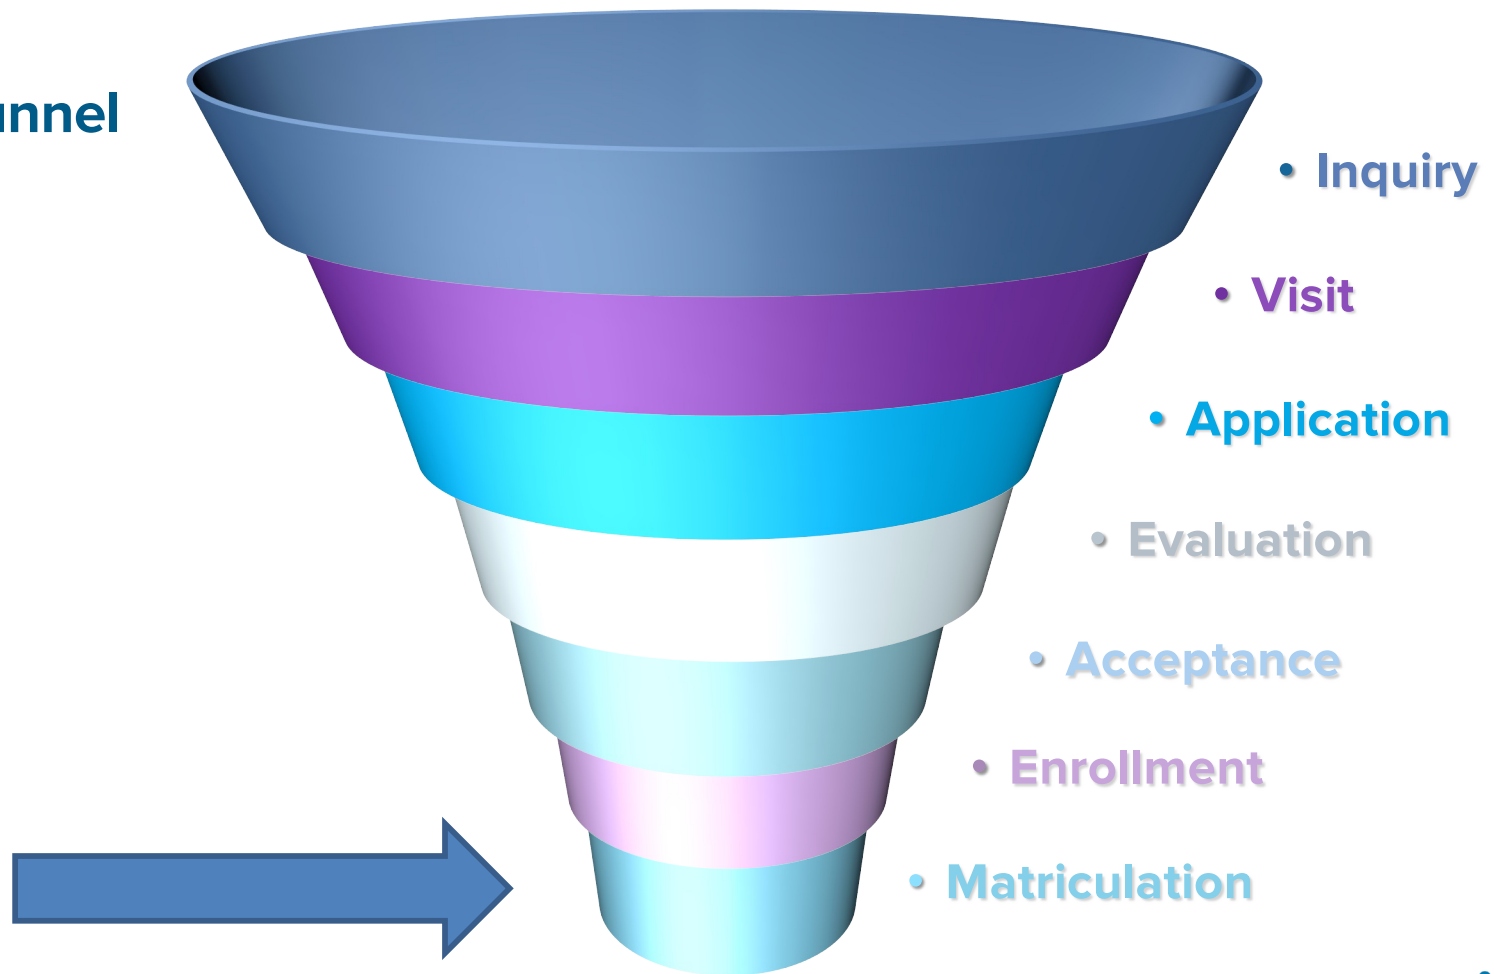 unnel
• Inquiry
• Visit
• Application
• Evaluation
• Acceptance
• Enrollment
• Matriculation